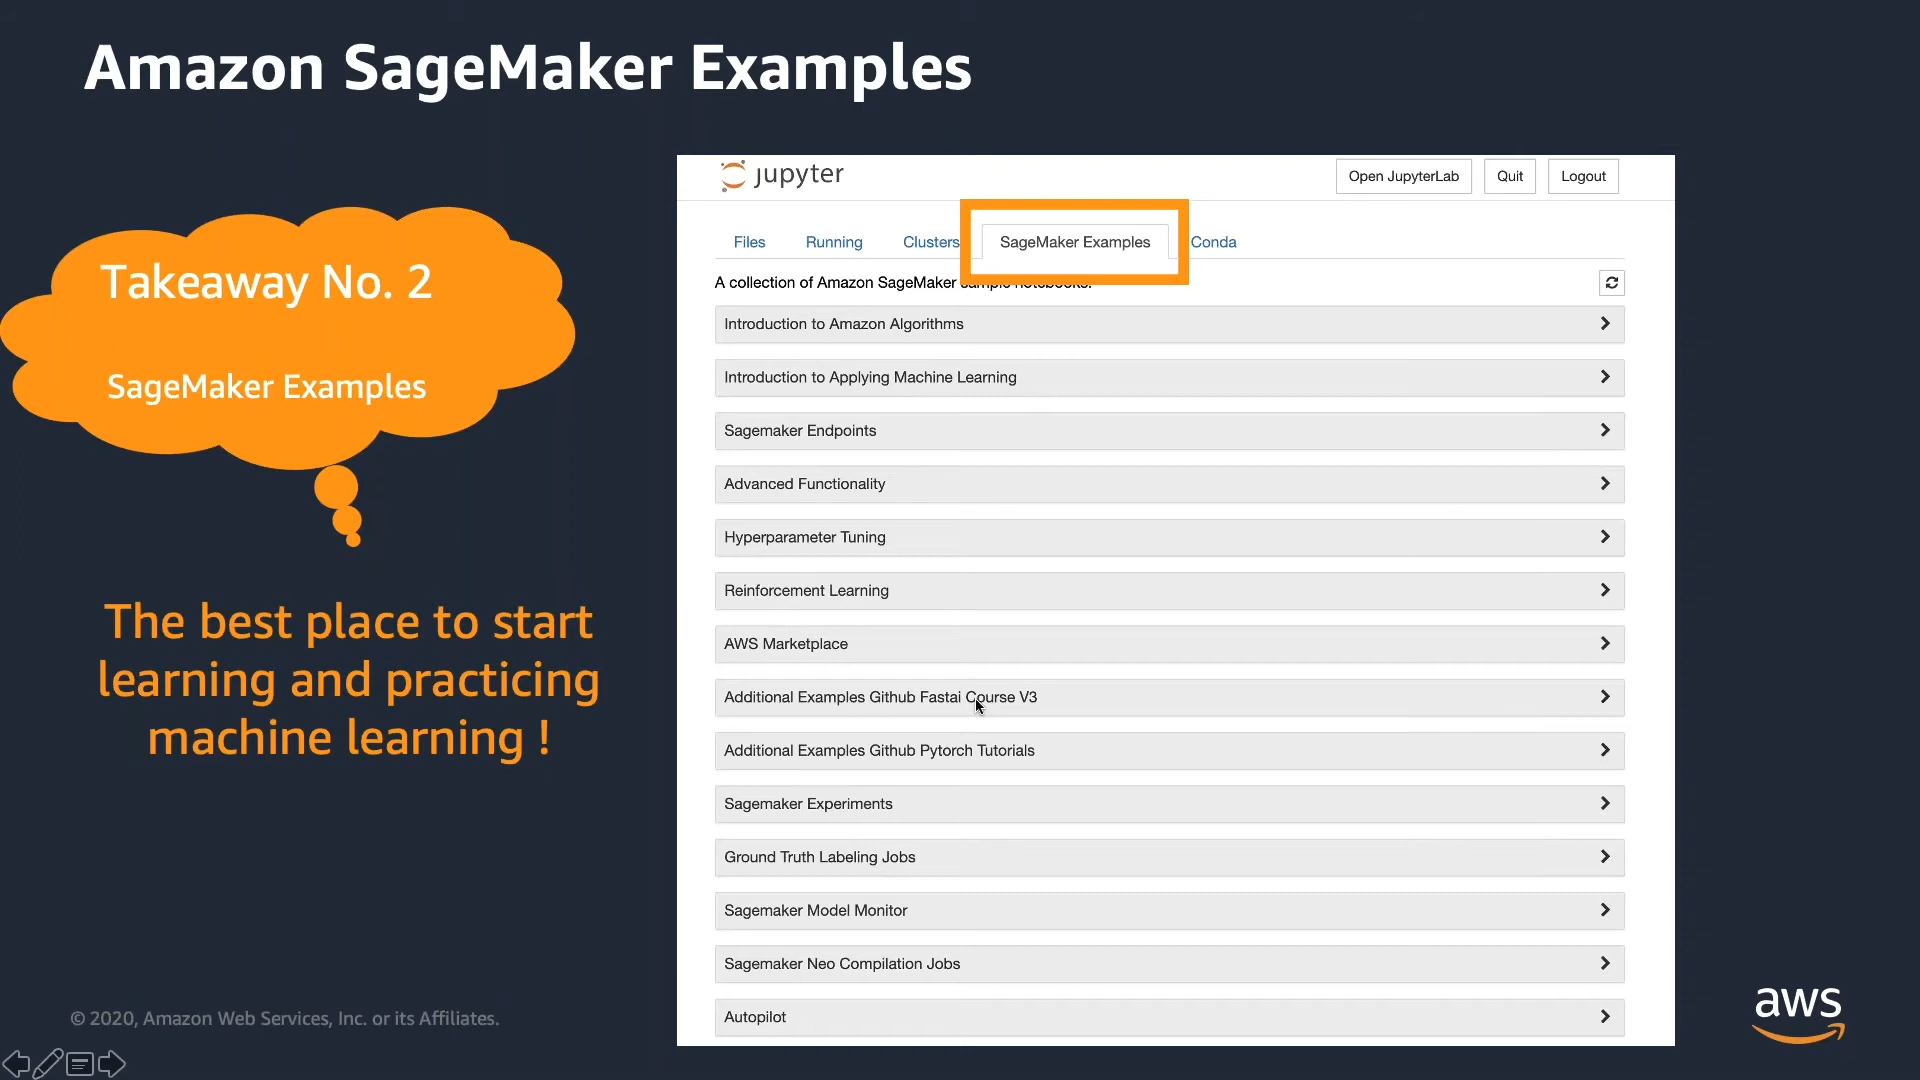 Amazon SageMaker Examples
Takeaway No. 2
SageMaker Examples
The best place to start
learning and practicing
machine learning !
jupyter
Open JupyterLab
Quit
Logout
Files
Running
Clusters
SageMaker Examples
Conda
A collection of Amazon SageMaker sample notebooks.
Introduction to Amazon Algorithms
Introduction to Applying Machine Learning
Sagemaker Endpoints
Advanced Functionality
Hyperparameter Tuning
Reinforcement Learning
AWS Marketplace
Additional Examples Github Fastai Course V3
Additional Examples Github Pytorch Tutorials
Sagemaker Experiments
Ground Truth Labeling Jobs
Sagemaker Model Monitor
Sagemaker Neo Compilation Jobs
Autopilot
© 2020, Amazon Web Services, Inc. or its Affiliates.
aws